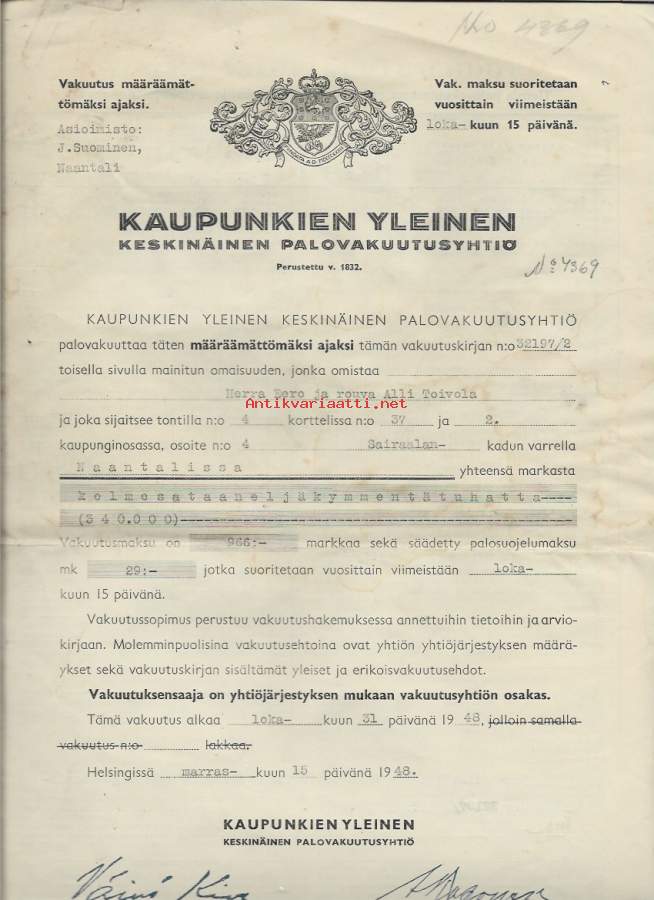 No 4369
Vakuutus määräämät-
tömäksi ajaksi.
Asioimisto:
J.Suominen,
Naantali
Vak. maksu suoritetaan
vuosittain viimeistään
loka- kuun 15 päivänä.
KAUPUNKIEN YLEINEN
KESKINÄINEN PALOVAKUUTUSYHTIÖ
Perustettu v. 1832.
No 4369
KAUPUNKIEN YLEINEN KESKINÄINEN PALOVAKUUTUSYHTIÖ
palovakuuttaa täten määräämättömäksi ajaksi tämän vakuutuskirjan n:o 32197/2
toisella sivulla mainitun omaisuuden, jonka omistaa
Herra Eero ja rouva Alli Toivola
Antikvariaatti.net
ja joka sijaitsee tontilla n:o 4 korttelissa n:o 37 ja 2.
kaupunginosassa, osoite n:o 4 Sairaalan- kadun varrella
Naantalissa yhteensä markasta
kolmesataaneljäkymmentätuhatta----
(340.000)----
Vakuutusmaksu on 966:- markkaa sekä säädetty palosuojelumaksu
mk 29:- jotka suoritetaan vuosittain viimeistään loka-
kuun 15 päivänä.
Vakuutussopimus perustuu vakuutushakemuksessa annettuihin tietoihin ja arvio-
kirjaan. Molemminpuolisina vakuutusehtoina ovat yhtiön yhtiöjärjestyksen määrä-
ykset sekä vakuutuskirjan sisältämät yleiset ja erikoisvakuutusehdot.
Vakuutuksensaaja on yhtiöjärjestyksen mukaan vakuutusyhtiön osakas.
Tämä vakuutus alkaa loka- kuun 31 päivänä 1948, jolloin samalla
vakuutus n:o lakkaa.
Helsingissä marras- kuun 15 päivänä 1948.
KAUPUNKIEN YLEINEN
KESKINÄINEN PALOVAKUUTUSYHTIÖ
Väinö